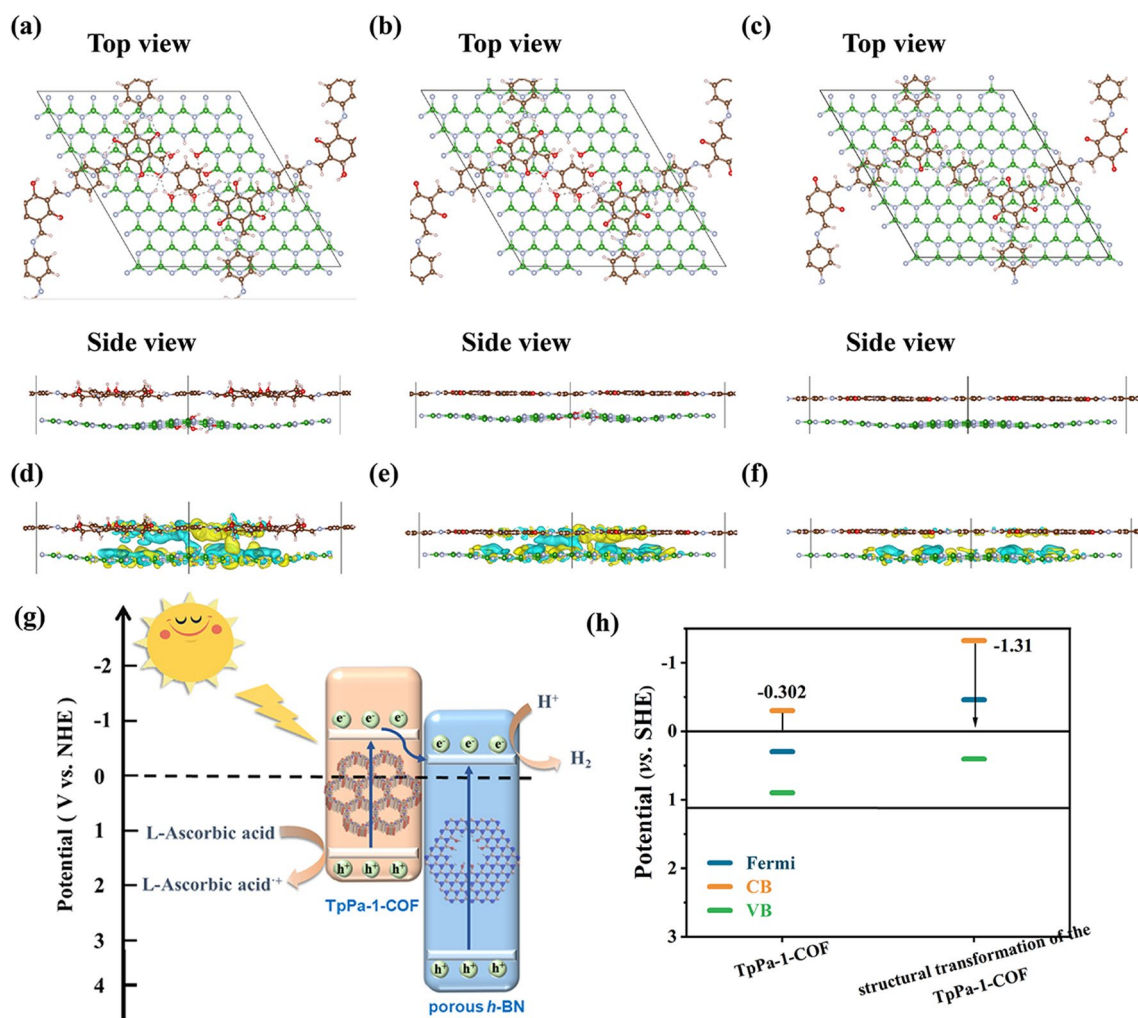 (a)
Top view
(b)
Top view
(c)
Top view
Side view
Side view
Side view
(d)
(e)
(f)
(g)
Potential ( V vs. NHE)
-2
-1
0
1
2
3
4
e⁻ e⁻ e⁻
e⁻ e⁻ e⁻
H⁺
H₂
L-Ascorbic acid
L-Ascorbic acid·⁺
h⁺ h⁺ h⁺
TpPa-1-COF
h⁺ h⁺ h⁺
porous h-BN
(h)
Potential (vs. SHE)
-1
0
1
2
3
-0.302
-1.31
Fermi
CB
VB
TpPa-1-COF
structural transformation of the
TpPa-1-COF